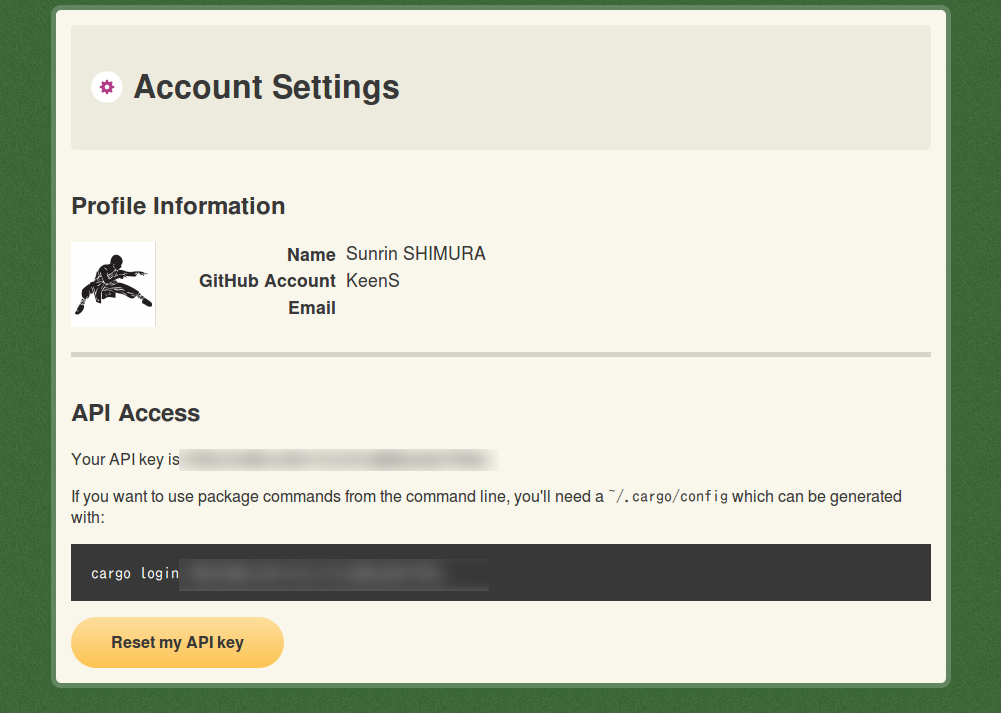 Account Settings
Profile Information
Name Sunrin SHIMURA
GitHub Account KeenS
Email
API Access
Your API key is
If you want to use package commands from the command line, you'll need a ~/.cargo/config which can be generated
with:
cargo login
Reset my API key